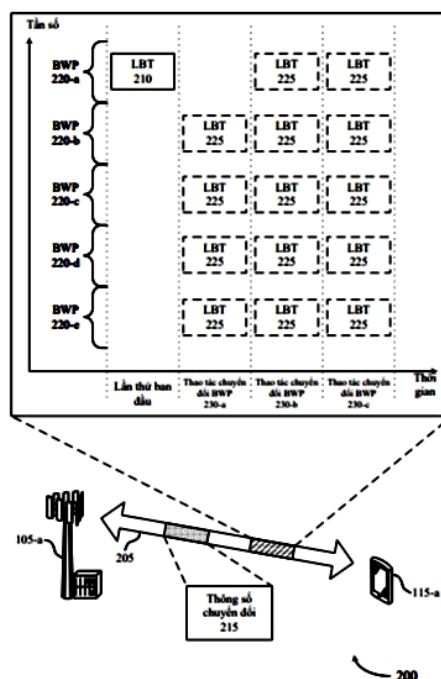 Tần số
BWP
220-a
LBT
210
LBT
225
LBT
225
BWP
220-b
LBT
225
LBT
225
LBT
225
BWP
220-c
LBT
225
LBT
225
LBT
225
BWP
220-d
LBT
225
LBT
225
LBT
225
BWP
220-e
LBT
225
LBT
225
LBT
225
Lần thử ban
đầu
Thao tác chuyển
đổi BWP
230-a
Thao tác chuyển
đổi BWP
230-b
Thao tác chuyển
đổi BWP
230-c
Thời
gian
105-a
205
Thông số
chuyển đổi
215
115-a
200